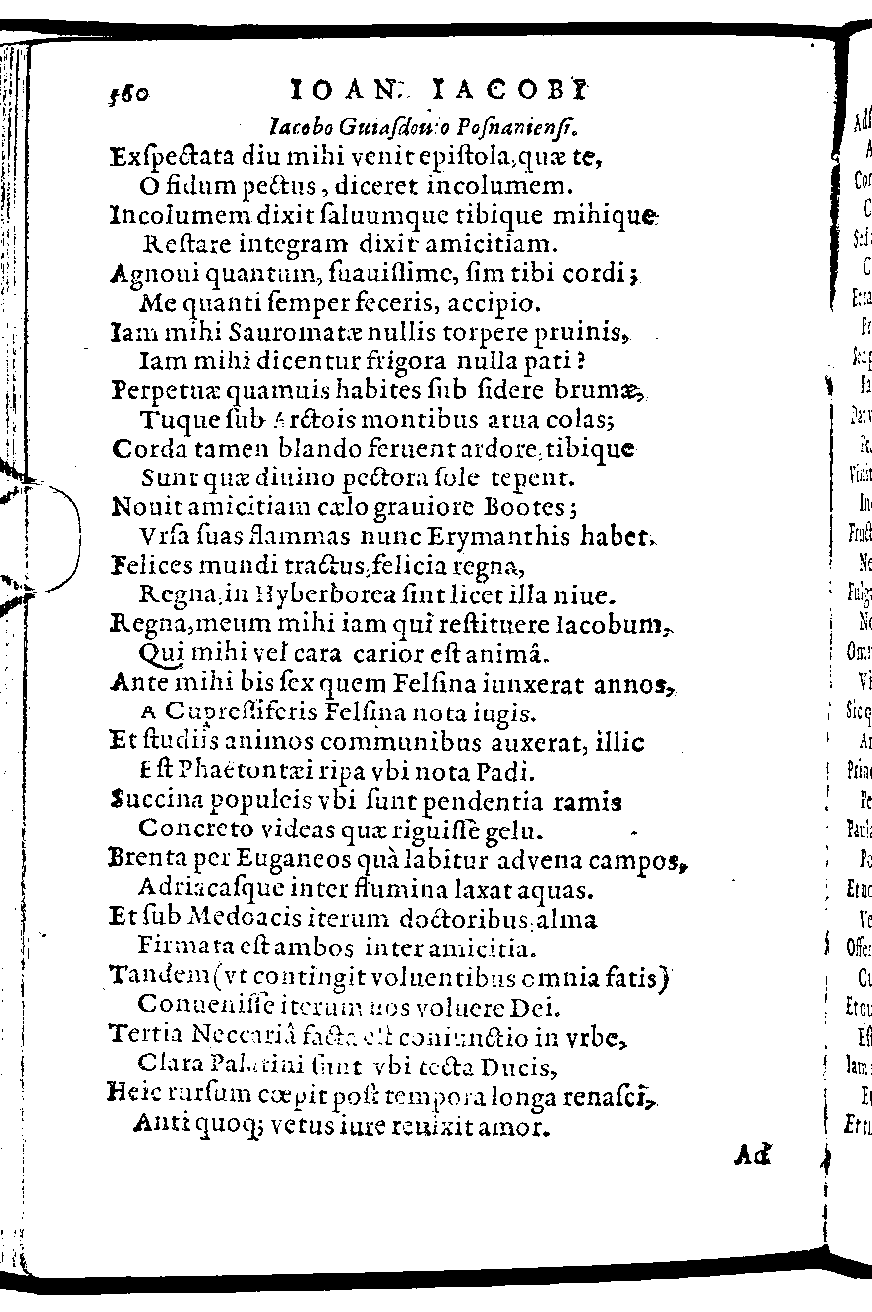 560 IOAN. IACOBI
Iacobo Guiaſdouio Poſnanienſi.
Exſpectata diu mihi venit epiſtola, quæ te,
O fidum pectus, diceret incolumem.
Incolumem dixit ſaluumque tibique mihique
Reſtare integram dixit amicitiam.
Agnoui quantum, ſuauiſſime, ſim tibi cordi;
Me quanti ſemper feceris, accipio.
Iam mihi Sauromatæ nullis torpere pruinis,
Iam mihi dicentur frigora nulla pati?
Perpetuæ quamuis habites ſub ſidere brumæ,
Tuque ſub Arctois montibus arua colas;
Corda tamen blando feruent ardore, tibique
Sunt quæ diuino pectora ſole tepent.
Nouit amicitiam cælo grauiore Bootes;
Vrſa ſuas flammas nunc Erymanthis habet.
Felices mundi tractus, felicia regna,
Regna, in Hyberborea ſint licet illa niue.
Regna, meum mihi iam quî reſtituere Iacobum,
Qui mihi vel cara carior eſt animâ.
Ante mihi bis ſex quem Felſina iunxerat annos,
A Cupreſſiferis Felſina nota iugis.
Et ſtudiis animos communibus auxerat, illic
Eſt Phaëtontæi ripa vbi nota Padi.
Succina populeis vbi ſunt pendentia ramis
Concreto videas quæ riguiſſe gelu.
Brenta per Euganeos quà labitur advena campos,
Adriacaſque inter flumina laxat aquas.
Et ſub Medoacis iterum doctoribus, alma
Firmata eſt ambos inter amicitia.
Tandem (vt contingit voluentibus omnia fatis)
Conueniſſe iterum nos voluere Dei.
Tertia Neccariâ facta eſt coniunctio in vrbe,
Clara Palatini ſunt vbi tecta Ducis,
Heic rurſum cœpit poſt tempora longa renaſci,
Antiquoq; vetus iure reuixit amor.
Ad